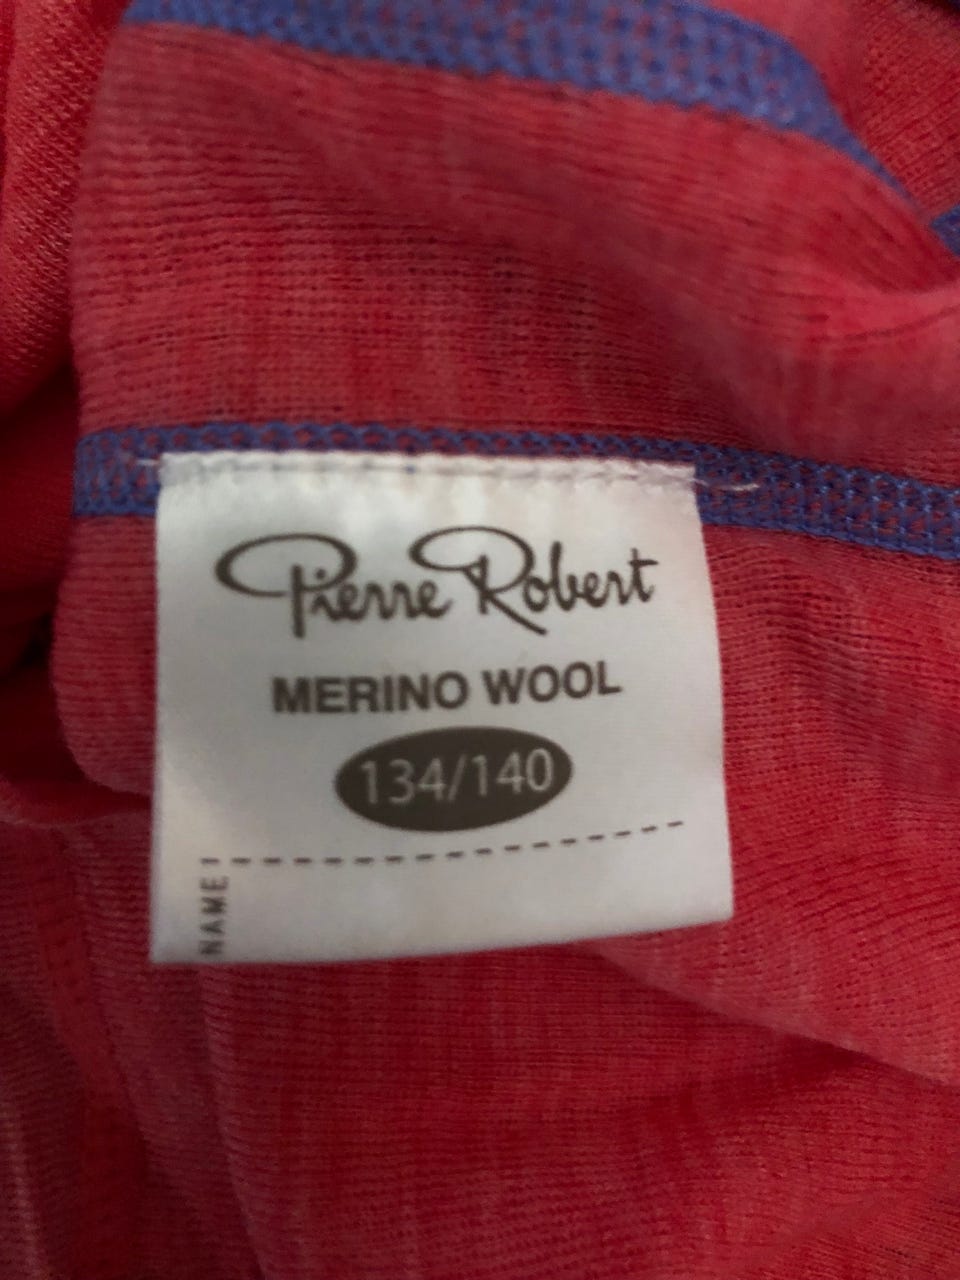 Pierre Robert
MERINO WOOL
134/140
NAME